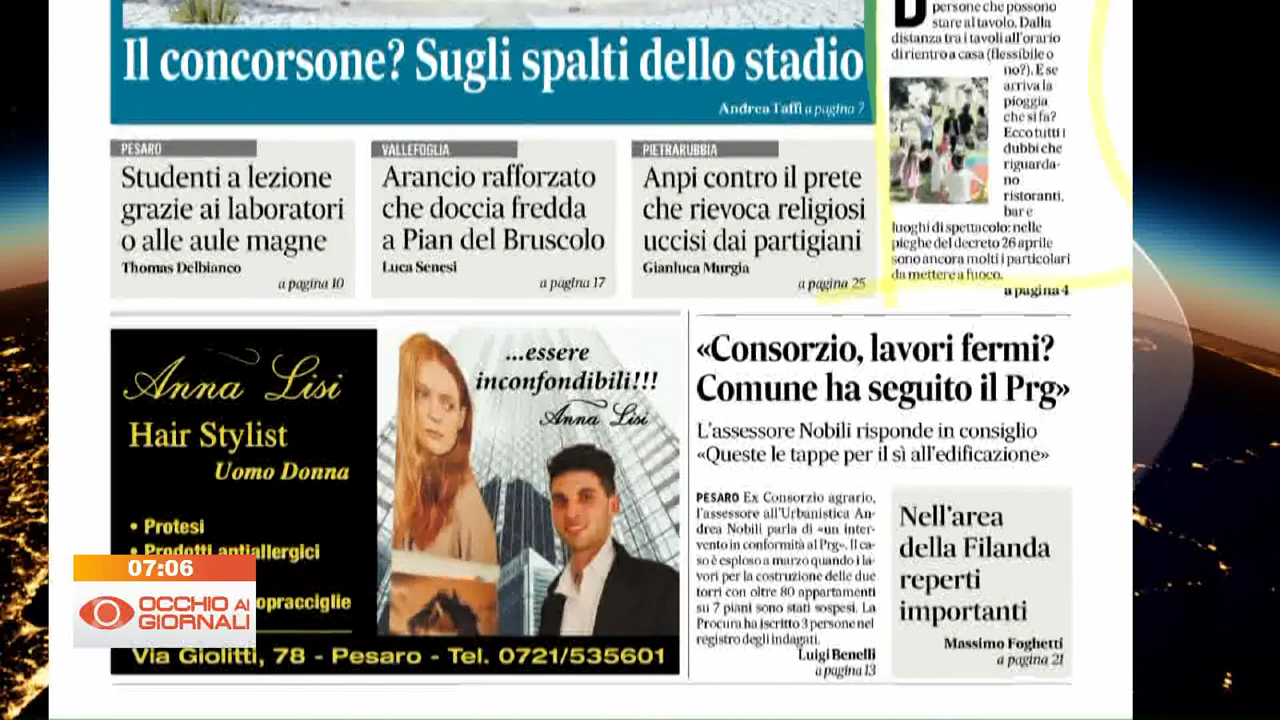 persone che possono
stare al tavolo. Dalla
distanza tra i tavoli all'orario
di rientro a casa (flessibile o
no?). E se
arriva la
pioggia
che si fa?
Ecco tutti i
dubbi che
riguarda-
no
ristoranti,
bar e
luoghi di spettacolo: nelle
pieghe del decreto 26 aprile
sono ancora molti i particolari
da mettere a fuoco.
a pagina 4
Il concorsone? Sugli spalti dello stadio
Andrea Taffi a pagina 7
PESARO
Studenti a lezione
grazie ai laboratori
o alle aule magne
Thomas Delbianco
a pagina 10
VALLEFOGLIA
Arancio rafforzato
che doccia fredda
a Pian del Bruscolo
Luca Senesi
a pagina 17
PIETRARUBBIA
Anpi contro il prete
che rievoca religiosi
uccisi dai partigiani
Gianluca Murgia
a pagina 25
Anna Lisi
Hair Stylist
Uomo Donna
• Protesi
• Prodotti antiallergici
opracciglie
...essere
inconfondibili!!!
Anna Lisi
Via Giolitti, 78 - Pesaro - Tel. 0721/535601
«Consorzio, lavori fermi?
Comune ha seguito il Prg»
L'assessore Nobili risponde in consiglio
«Queste le tappe per il sì all'edificazione»
PESARO Ex Consorzio agrario,
l'assessore all'Urbanistica An-
drea Nobili parla di «un inter-
vento in conformità al Prg». Il ca-
so è esploso a marzo quando i la-
vori per la costruzione delle due
torri con oltre 80 appartamenti
su 7 piani sono stati sospesi. La
Procura ha iscritto 3 persone nel
registro degli indagati.
Luigi Benelli
a pagina 13
Nell'area
della Filanda
reperti
importanti
Massimo Foghetti
a pagina 21
07:06
OCCHIO AI
GIORNALI